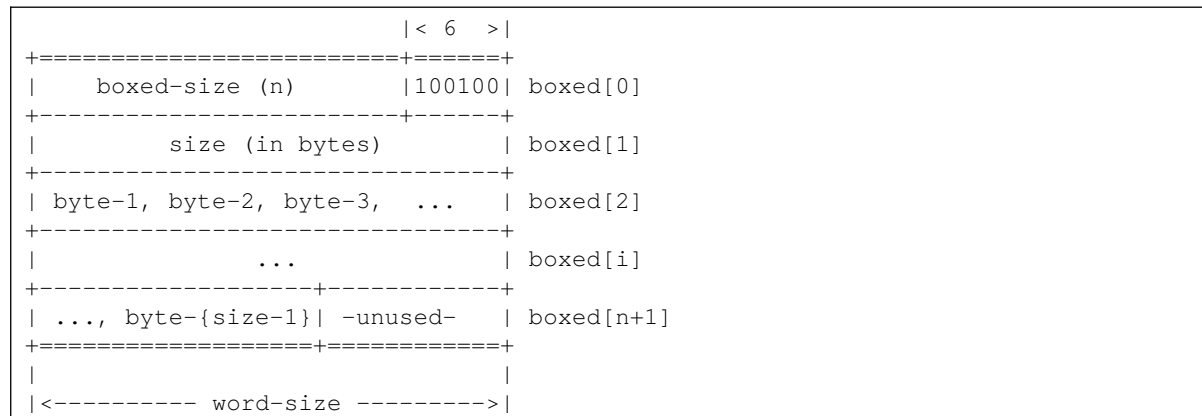 |< 6  >|
+=========================+======+
|    boxed-size (n)       |100100| boxed[0]
+-------------------------+------+
|         size (in bytes)        | boxed[1]
+--------------------------------+
| byte-1, byte-2, byte-3,  ...   | boxed[2]
+--------------------------------+
|               ...              | boxed[i]
+-------------------+------------+
| ..., byte-{size-1}| -unused-   | boxed[n+1]
+===================+============+
|                                |
|<---------- word-size --------->|